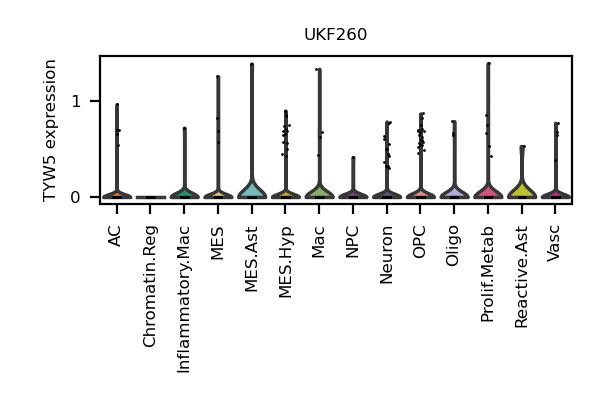 UKF260
TYW5 expression
1
0
AC
Chromatin.Reg
Inflammatory.Mac
MES
MES.Ast
MES.Hyp
Mac
NPC
Neuron
OPC
Oligo
Prolif.Metab
Reactive.Ast
Vasc